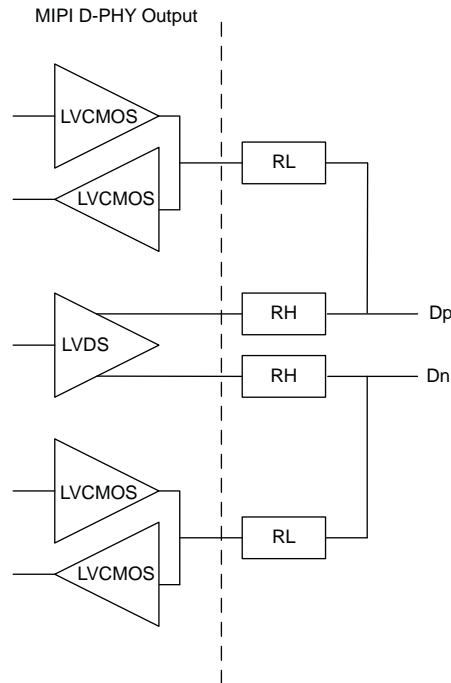 MIPI D-PHY Output
LVCMOS
RL
LVCMOS
RH
Dp
LVDS
RH
Dn
LVCMOS
RL
LVCMOS